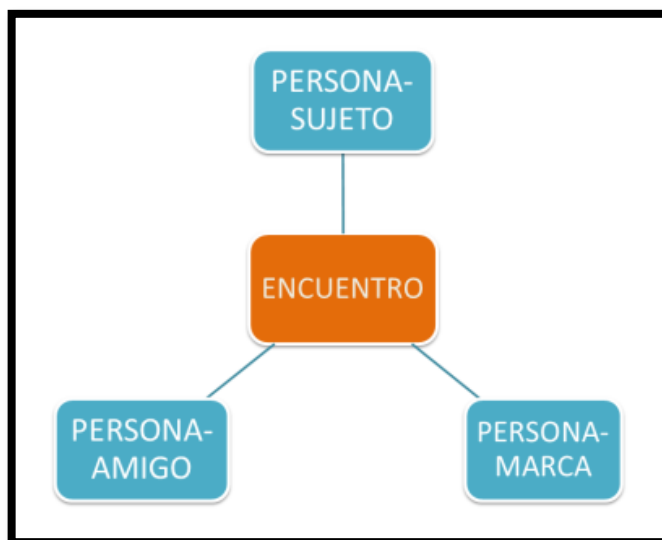 PERSONA-
SUJETO
ENCUENTRO
PERSONA-
AMIGO
PERSONA-
MARCA